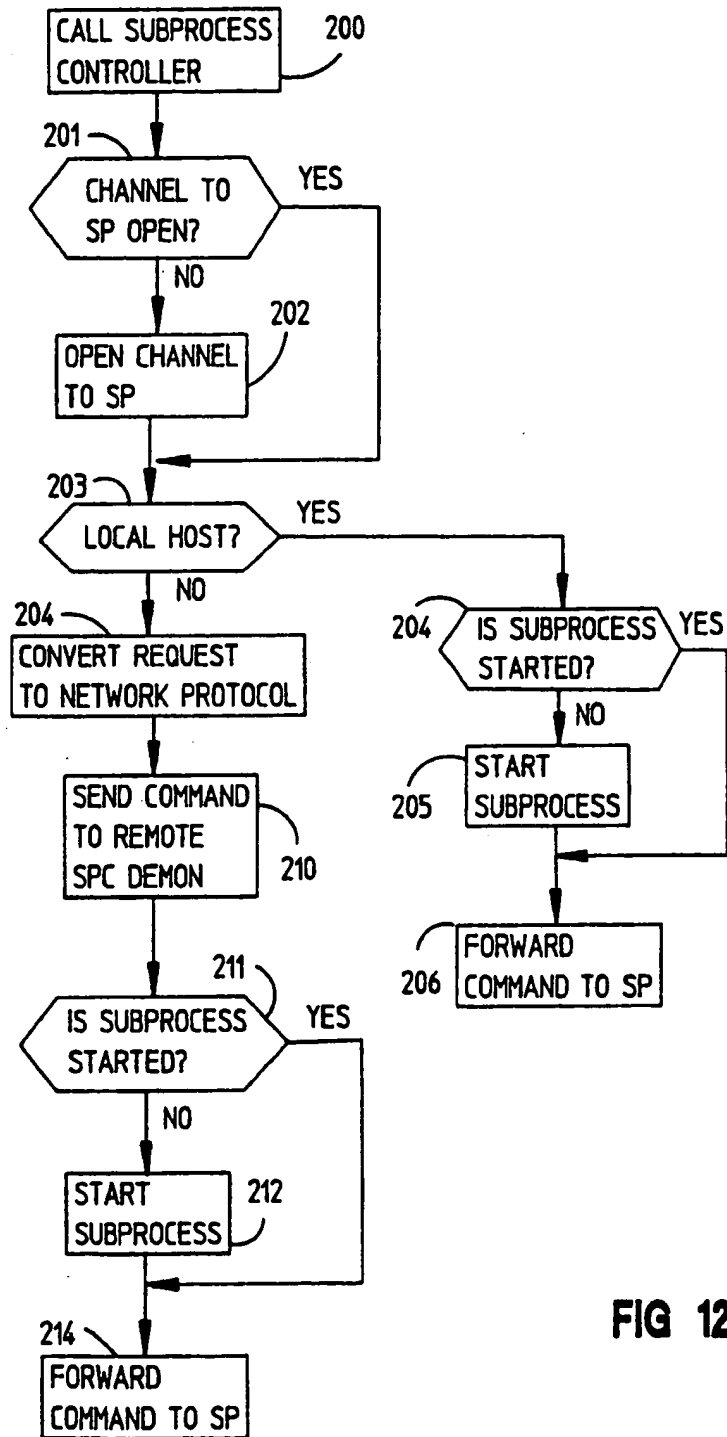 CALL SUBPROCESS
CONTROLLER
200
201
CHANNEL TO
SP OPEN?
YES
NO
202
OPEN CHANNEL
TO SP
203
LOCAL HOST?
YES
NO
204
CONVERT REQUEST
TO NETWORK PROTOCOL
204
IS SUBPROCESS
STARTED?
YES
NO
START
SUBPROCESS
205
SEND COMMAND
TO REMOTE
SPC DEMON
210
FORWARD
COMMAND TO SP
206
211
IS SUBPROCESS
STARTED?
YES
NO
START
SUBPROCESS
212
214
FORWARD
COMMAND TO SP
FIG 12